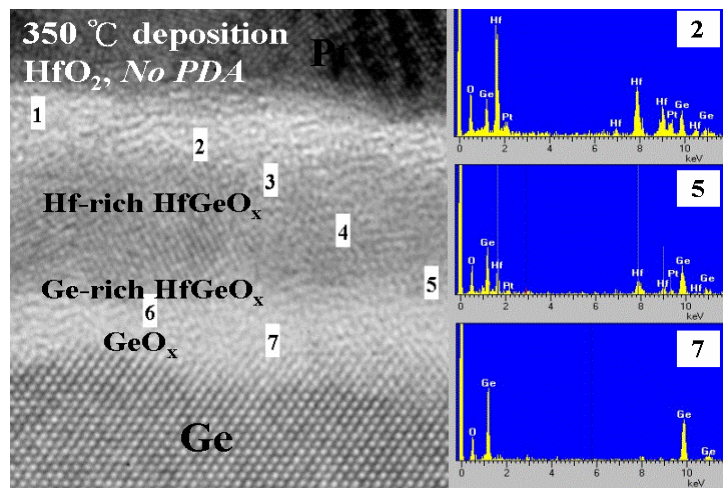 350 ℃ deposition
HfO₂, No PDA
Pt
1
2
3
Hf-rich HfGeOₓ
4
Ge-rich HfGeOₓ
5
6
GeOₓ
7
Ge
2
Hf
O
Ge
Pt
Hf
Hf
Hf
Pt
Ge
Hf
Ge
0 2 4 6 8 10
keV
5
Ge
O
Hf
Pt
Hf
Hf
Pt
Ge
Hf
Ge
0 2 4 6 8 10
keV
7
Ge
O
Ge
Ge
0 2 4 6 8 10
keV